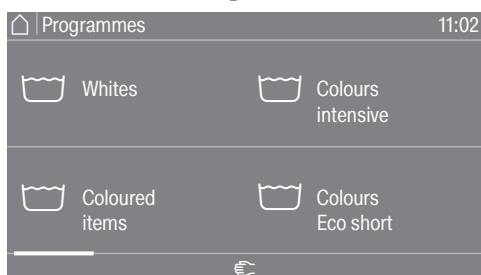 Programmes 11:02
Whites
Colours
intensive
Coloured
items
Colours
Eco short